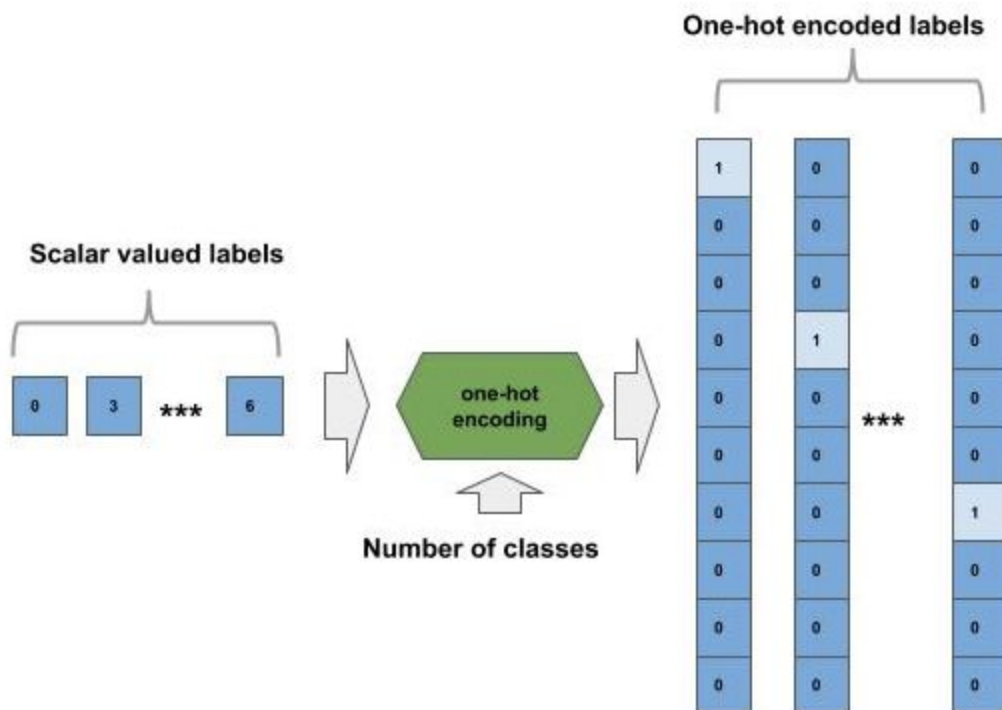 One-hot encoded labels
Scalar valued labels
0 3 *** 6
one-hot
encoding
Number of classes
1 0 0
0 0 0
0 0 0
0 1 0
0 0 0
***
0 0 0
0 0 1
0 0 0
0 0 0
0 0 0